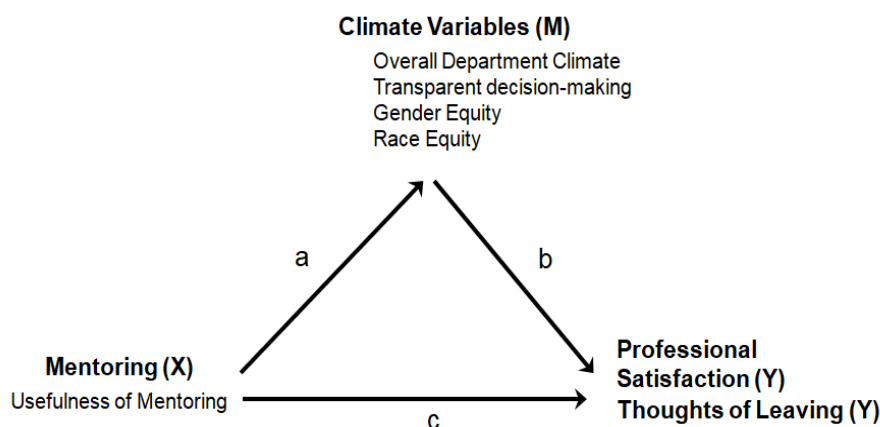 Climate Variables (M)
Overall Department Climate
Transparent decision-making
Gender Equity
Race Equity
a
b
Mentoring (X)
Usefulness of Mentoring
c
Professional
Satisfaction (Y)
Thoughts of Leaving (Y)